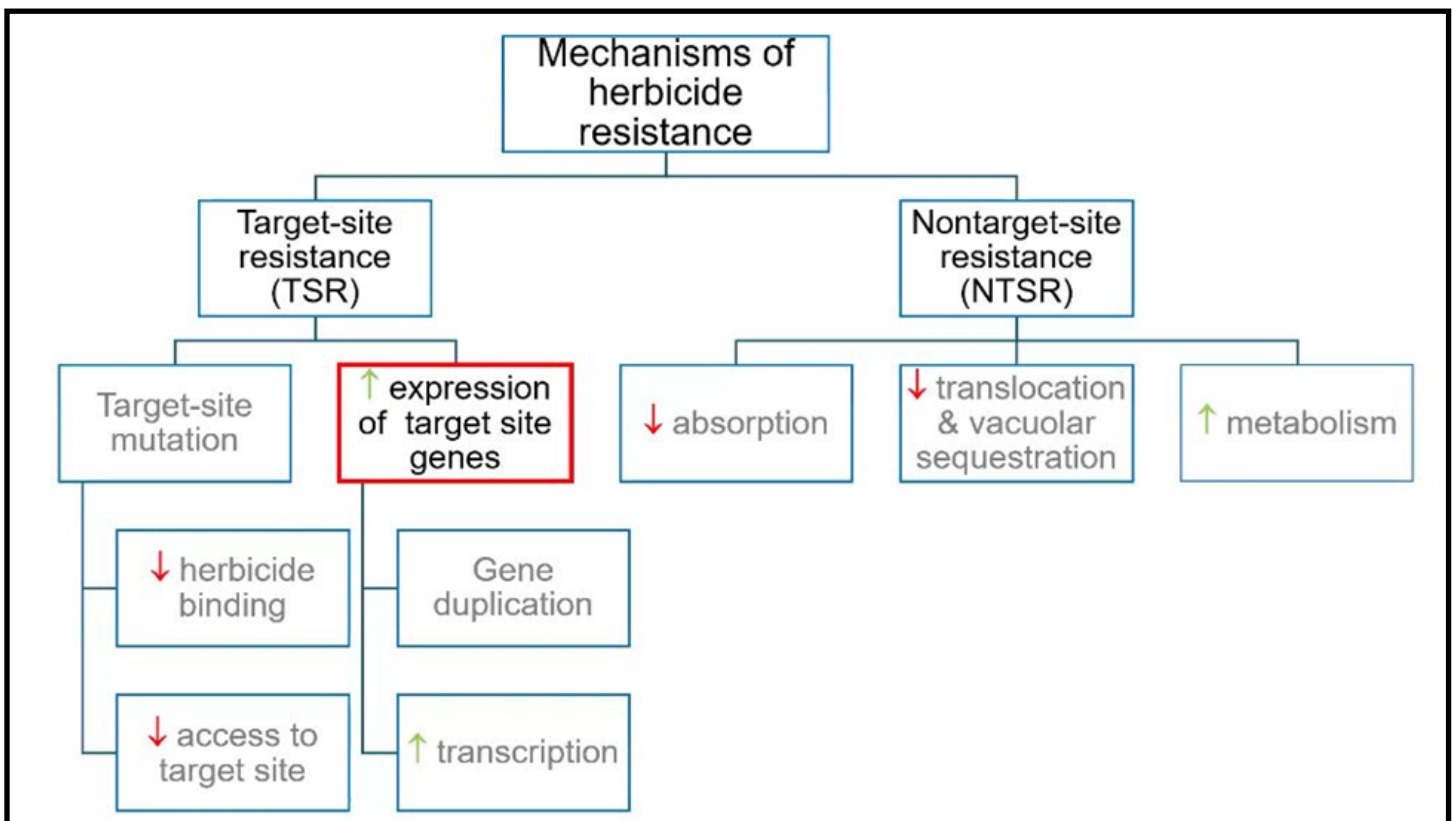 Mechanisms of
herbicide
resistance
Target-site
resistance
(TSR)
Nontarget-site
resistance
(NTSR)
Target-site
mutation
↑ expression
of target site
genes
↓ absorption
↓ translocation
& vacuolar
sequestration
↑ metabolism
↓ herbicide
binding
Gene
duplication
↓ access to
target site
↑ transcription